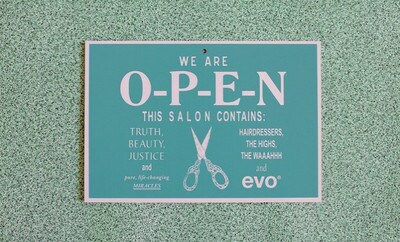 WE ARE
O-P-E-N
THIS SALON CONTAINS:
TRUTH,
BEAUTY,
JUSTICE
and
pure, life-changing
MIRACLES
HAIRDRESSERS,
THE HIGHS,
THE WAAAHHH
and
evo®